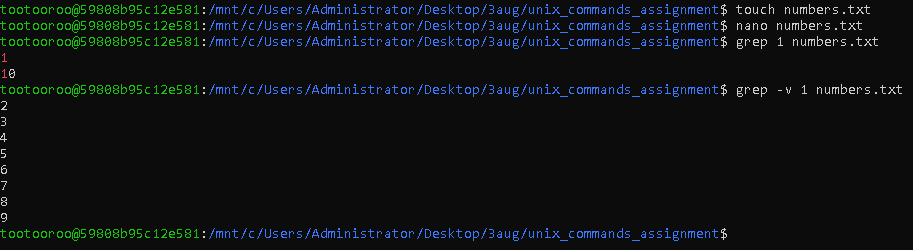 tootooroo@59808b95c12e581:/mnt/c/Users/Administrator/Desktop/3aug/unix_commands_assignment$ touch numbers.txt
tootooroo@59808b95c12e581:/mnt/c/Users/Administrator/Desktop/3aug/unix_commands_assignment$ nano numbers.txt
tootooroo@59808b95c12e581:/mnt/c/Users/Administrator/Desktop/3aug/unix_commands_assignment$ grep 1 numbers.txt
1
10
tootooroo@59808b95c12e581:/mnt/c/Users/Administrator/Desktop/3aug/unix_commands_assignment$ grep -v 1 numbers.txt
2
3
4
5
6
7
8
9
tootooroo@59808b95c12e581:/mnt/c/Users/Administrator/Desktop/3aug/unix_commands_assignment$